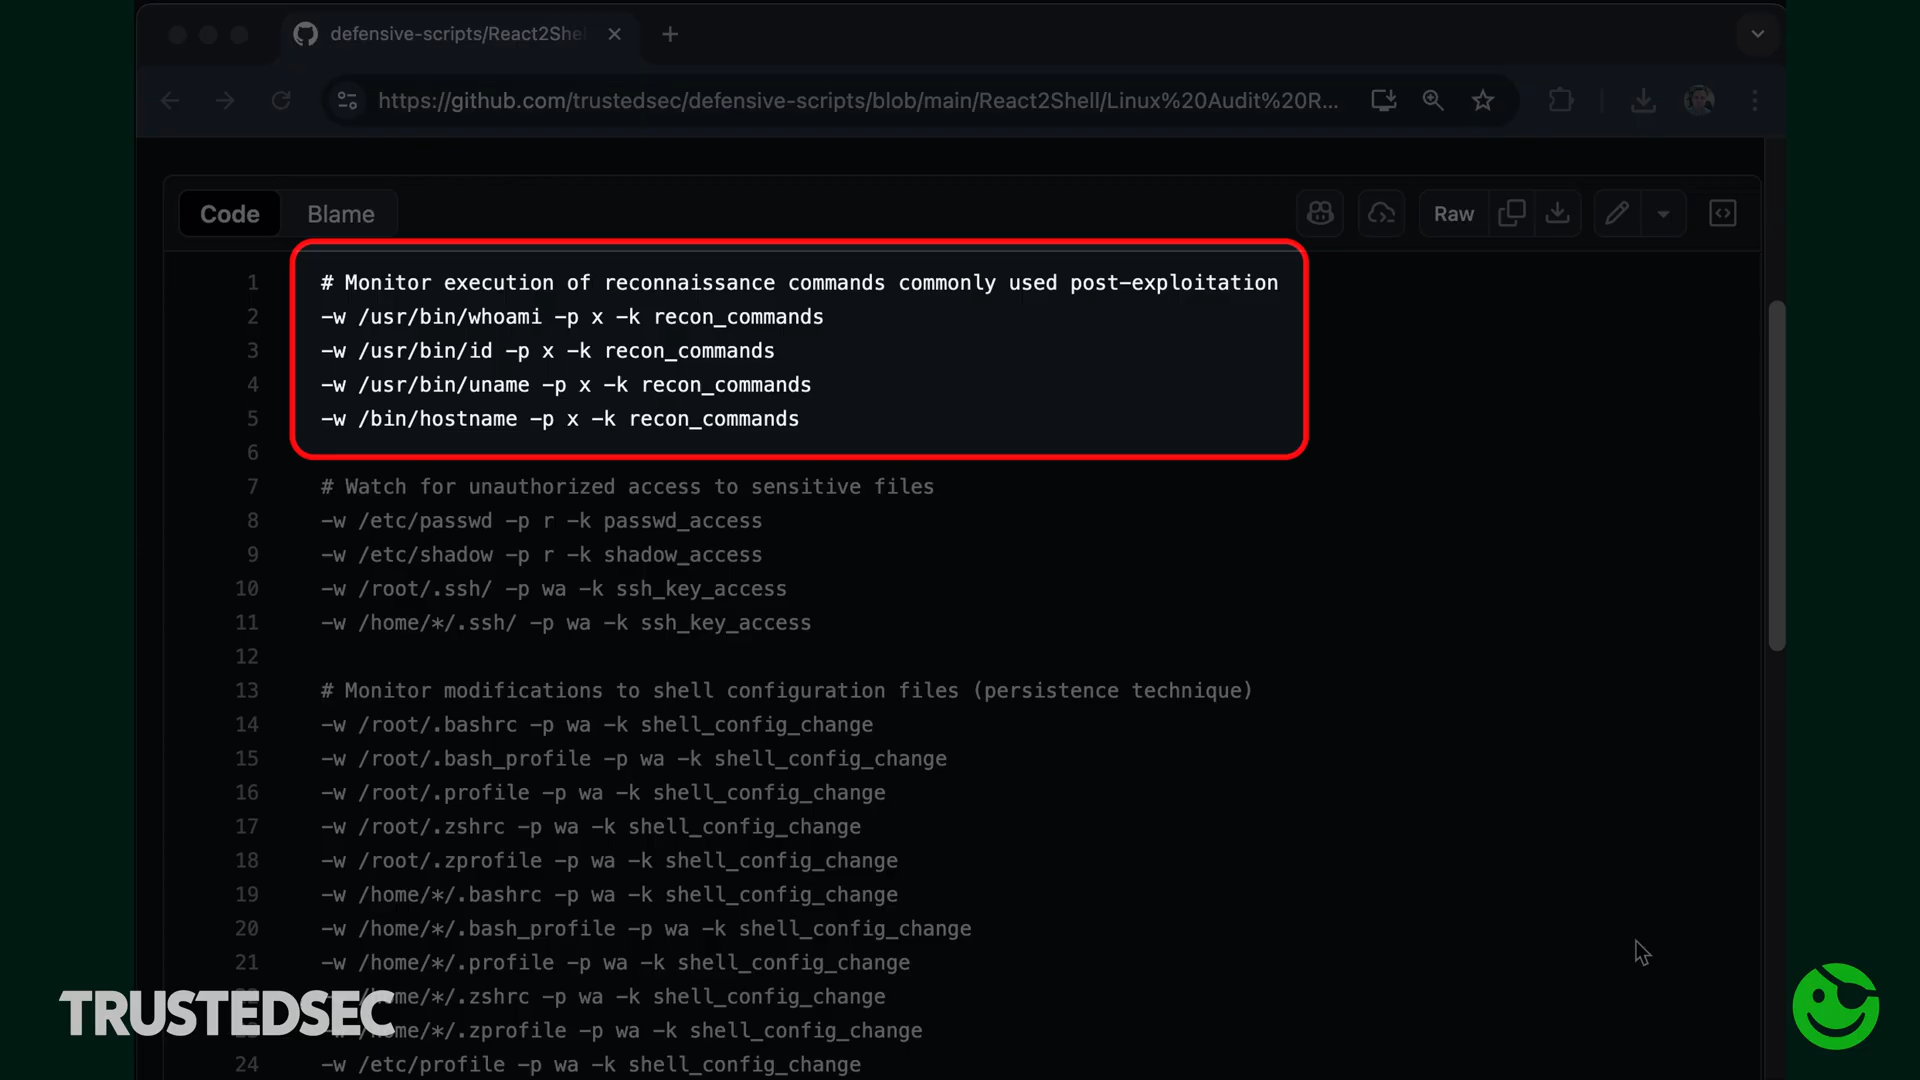 defensive-scripts/React2She
https://github.com/trustedsec/defensive-scripts/blob/main/React2Shell/Linux%20Audit%20R...
Code
Blame
Raw
1 # Monitor execution of reconnaissance commands commonly used post-exploitation
2 -w /usr/bin/whoami -p x -k recon_commands
3 -w /usr/bin/id -p x -k recon_commands
4 -w /usr/bin/uname -p x -k recon_commands
5 -w /bin/hostname -p x -k recon_commands
6
7 # Watch for unauthorized access to sensitive files
8 -w /etc/passwd -p r -k passwd_access
9 -w /etc/shadow -p r -k shadow_access
10 -w /root/.ssh/ -p wa -k ssh_key_access
11 -w /home/*/.ssh/ -p wa -k ssh_key_access
12
13 # Monitor modifications to shell configuration files (persistence technique)
14 -w /root/.bashrc -p wa -k shell_config_change
15 -w /root/.bash_profile -p wa -k shell_config_change
16 -w /root/.profile -p wa -k shell_config_change
17 -w /root/.zshrc -p wa -k shell_config_change
18 -w /root/.zprofile -p wa -k shell_config_change
19 -w /home/*/.bashrc -p wa -k shell_config_change
20 -w /home/*/.bash_profile -p wa -k shell_config_change
21 -w /home/*/.profile -p wa -k shell_config_change
ome/*/.zshrc -p wa -k shell_config_change
ome/*/.zprofile -p wa -k shell_config_change
24 -w /etc/profile -p wa -k shell_config_change
TRUSTEDSEC